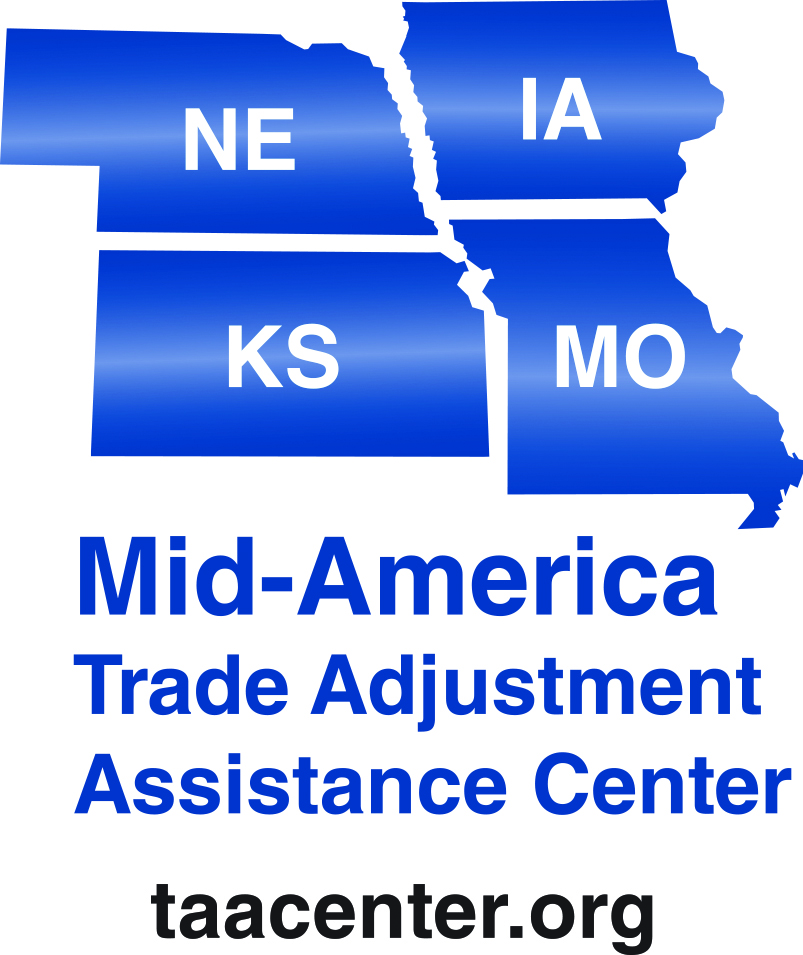 NE
IA
KS
MO
Mid-America
Trade Adjustment
Assistance Center
taacenter.org